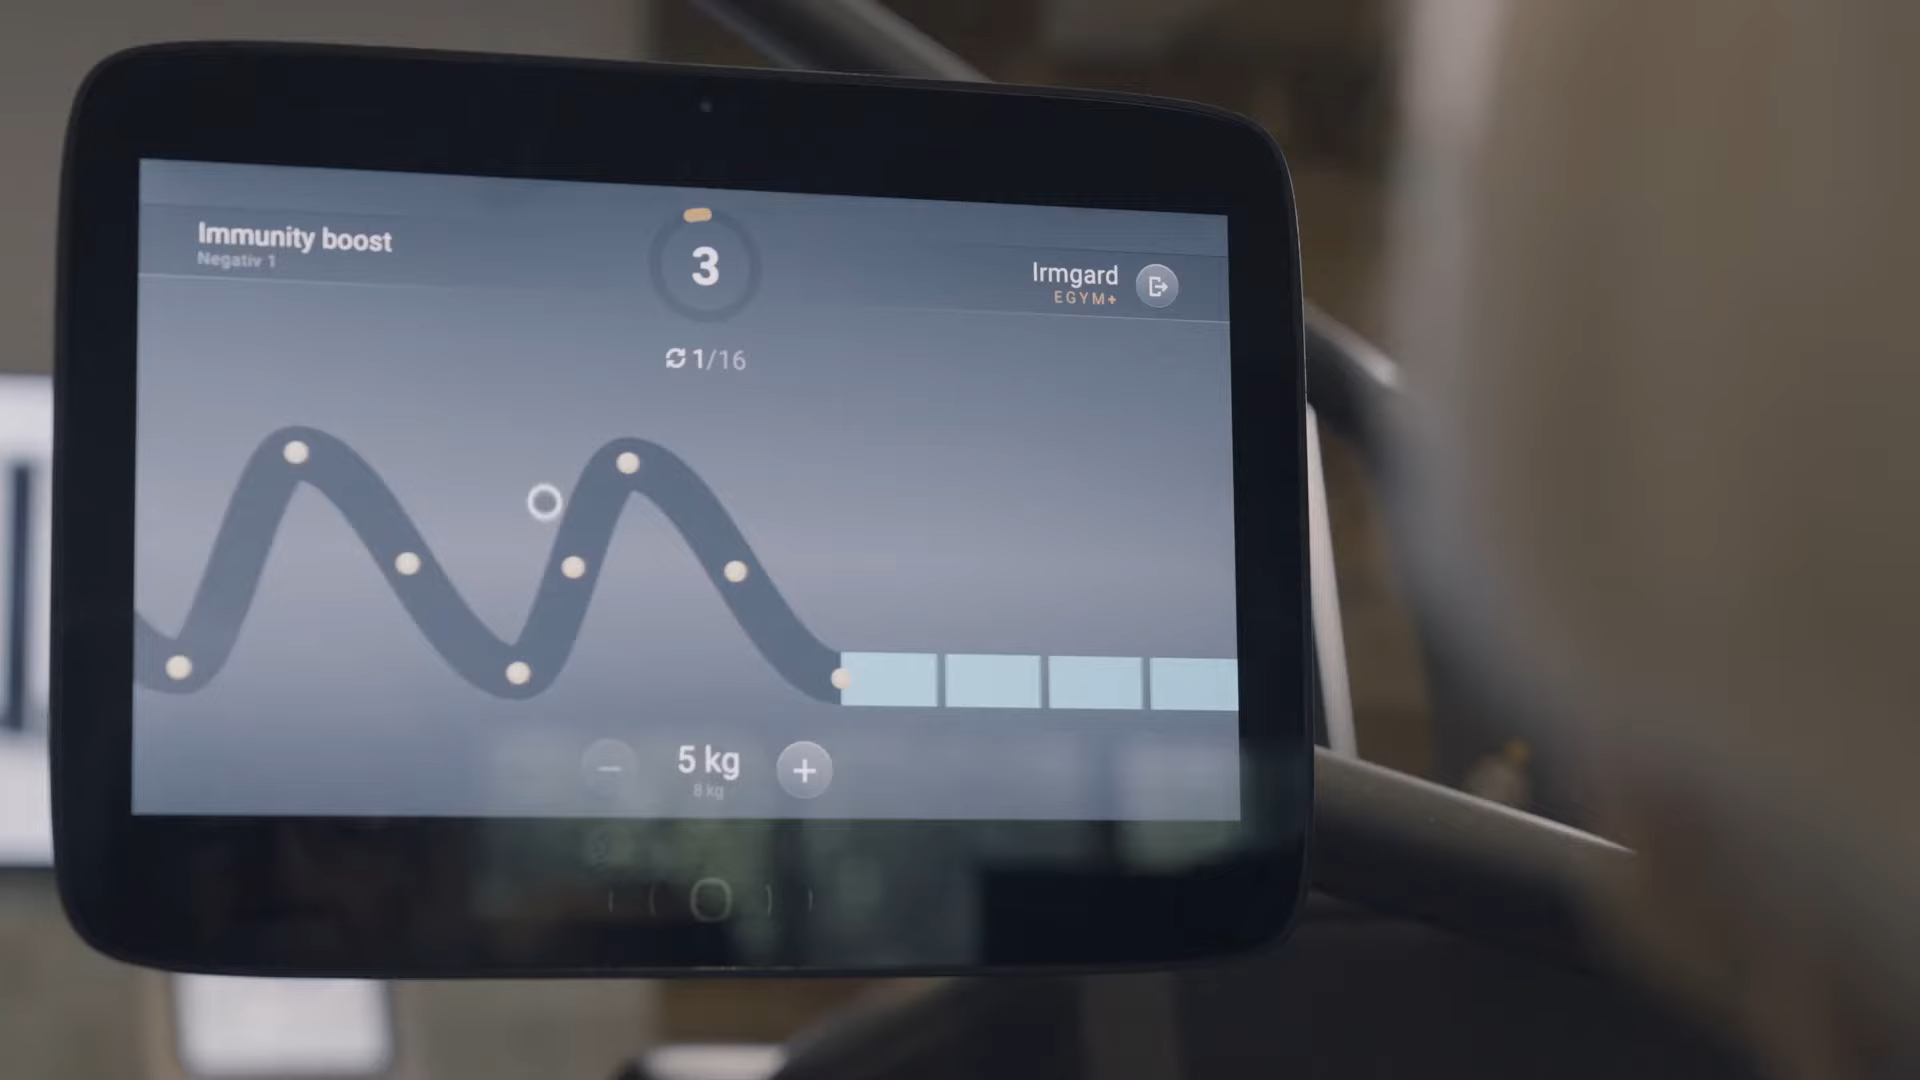 Immunity boost
Negativ 1
3
Irmgard
EGYM+
1/16
5 kg
8 kg